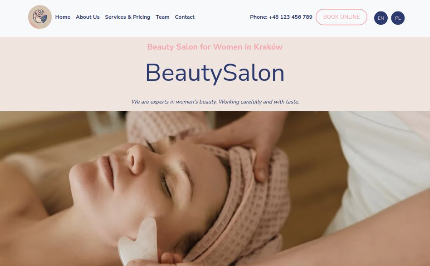 Home About Us Services & Pricing Team Contact Phone: +48 123 456 789 BOOK ONLINE EN PL
Beauty Salon for Women in Kraków
BeautySalon
We are experts in women's beauty. Working carefully and with taste.